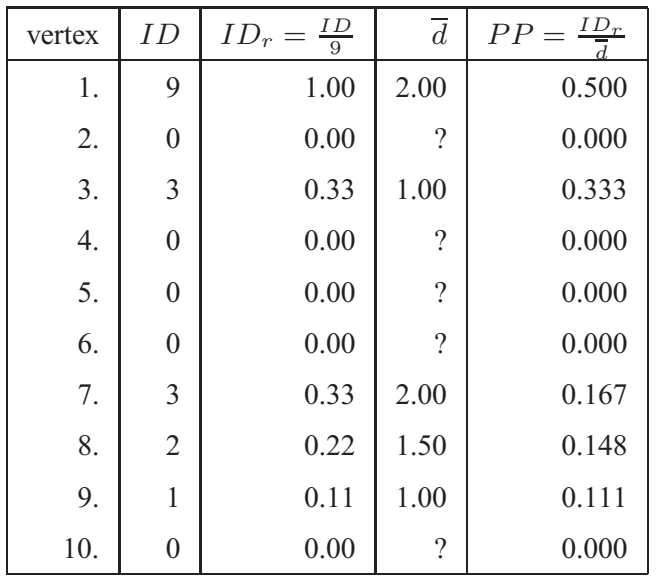 vertex ID ID_r = ID/9 d̅ PP = ID_r/d̅
1. 9 1.00 2.00 0.500
2. 0 0.00 ? 0.000
3. 3 0.33 1.00 0.333
4. 0 0.00 ? 0.000
5. 0 0.00 ? 0.000
6. 0 0.00 ? 0.000
7. 3 0.33 2.00 0.167
8. 2 0.22 1.50 0.148
9. 1 0.11 1.00 0.111
10. 0 0.00 ? 0.000